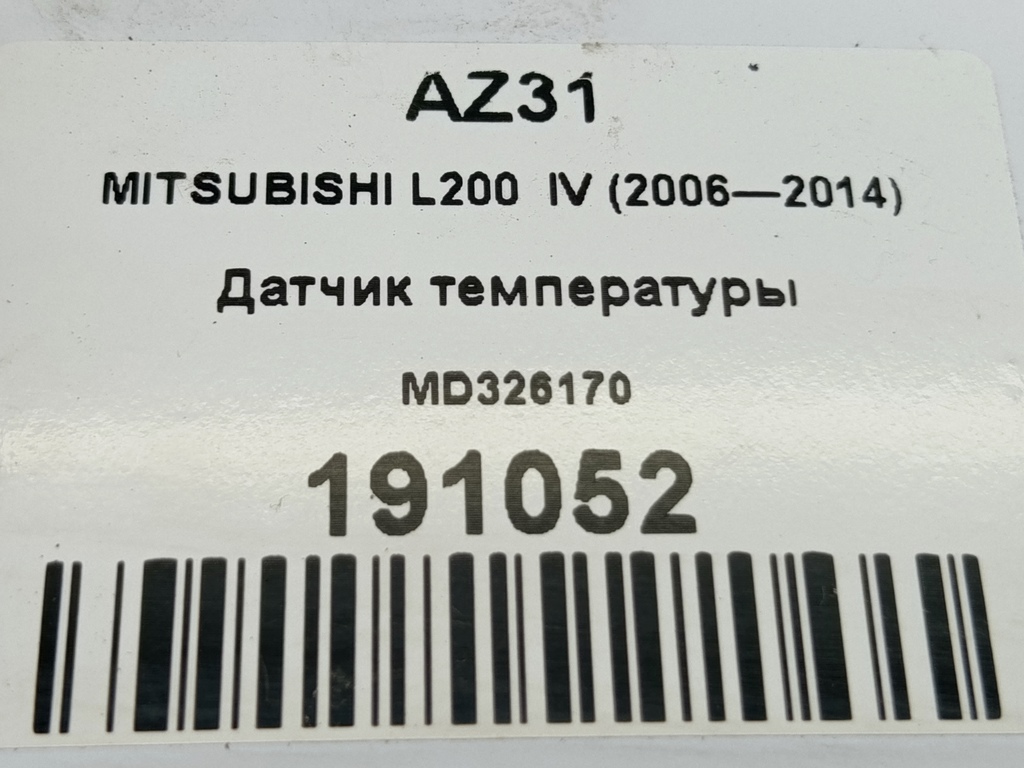 AZ31
MITSUBISHI L200 IV (2006—2014)
Датчик температуры
MD326170
191052